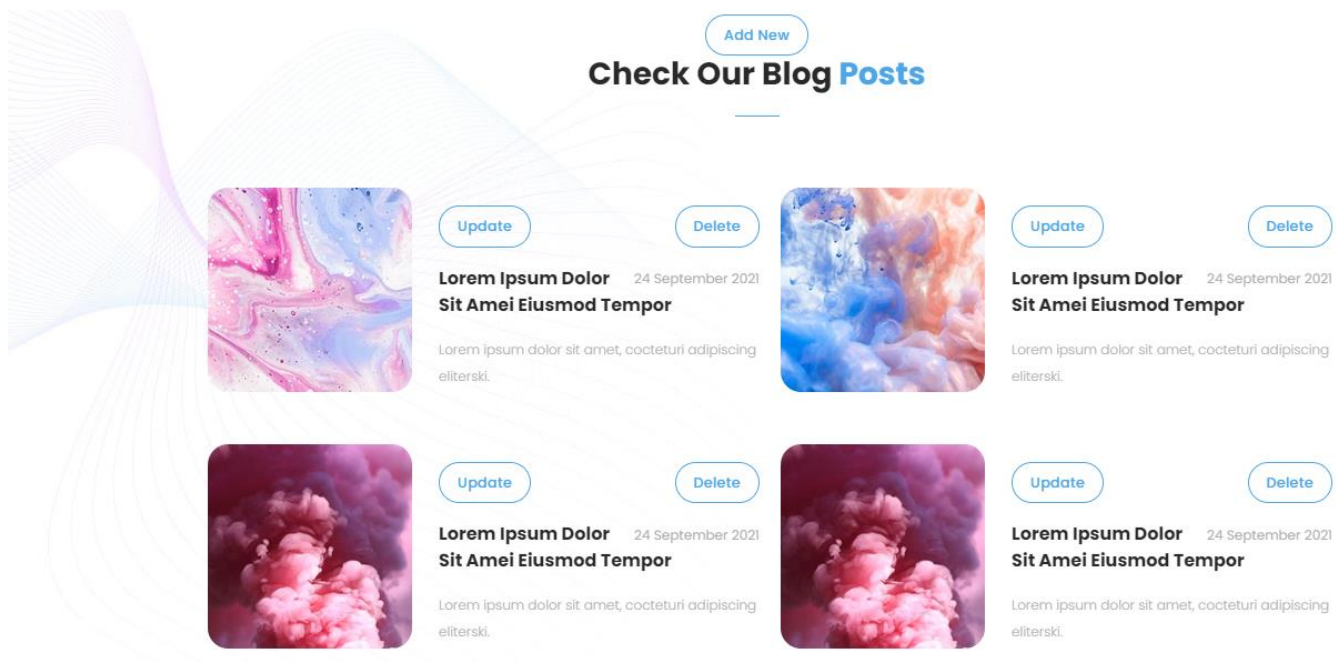 Add New
Check Our Blog Posts
Update Delete
Lorem Ipsum Dolor 24 September 2021
Sit Amei Eiusmod Tempor
Lorem ipsum dolor sit amet, cocteturi adipiscing
eliterski.
Update Delete
Lorem Ipsum Dolor 24 September 2021
Sit Amei Eiusmod Tempor
Lorem ipsum dolor sit amet, cocteturi adipiscing
eliterski.
Update Delete
Lorem Ipsum Dolor 24 September 2021
Sit Amei Eiusmod Tempor
Lorem ipsum dolor sit amet, cocteturi adipiscing
eliterski.
Update Delete
Lorem Ipsum Dolor 24 September 2021
Sit Amei Eiusmod Tempor
Lorem ipsum dolor sit amet, cocteturi adipiscing
eliterski.